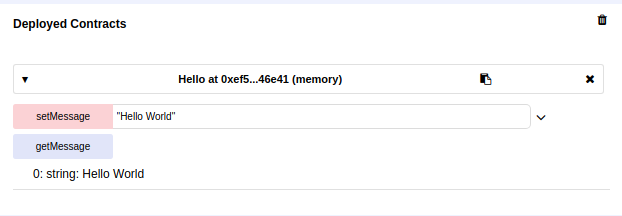 Deployed Contracts
Hello at 0xef5...46e41 (memory)
setMessage "Hello World"
getMessage
0: string: Hello World